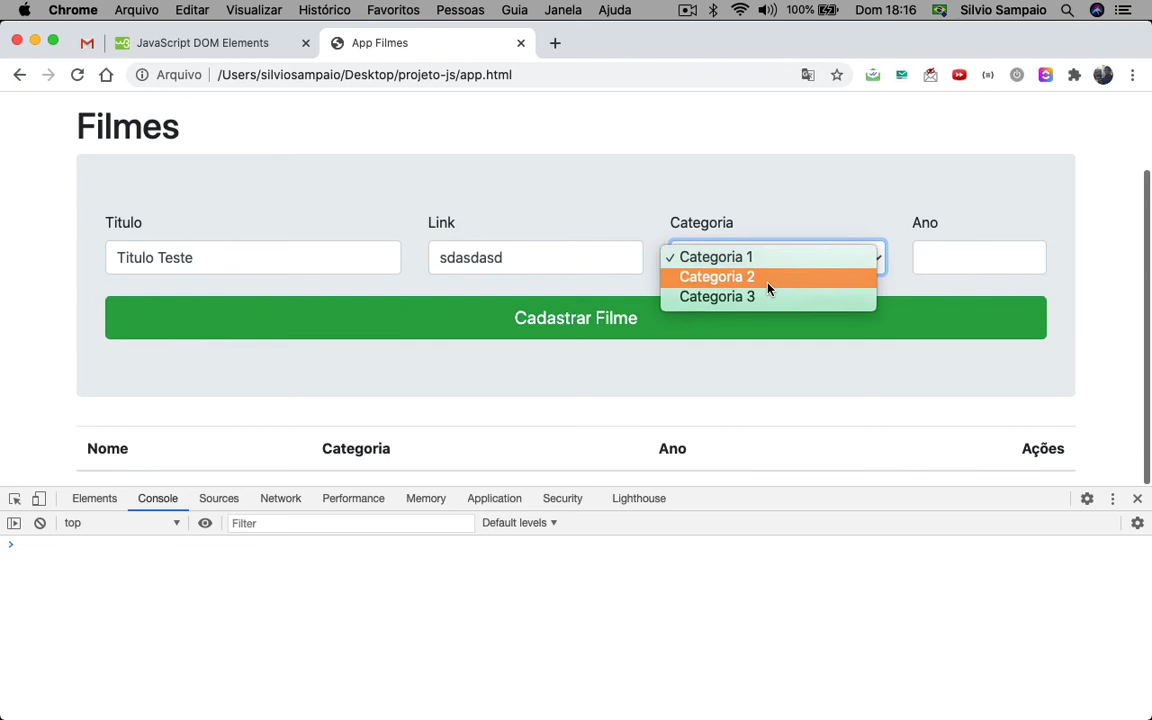 Chrome Arquivo Editar Visualizar Histórico Favoritos Pessoas Guia Janela Ajuda 100% Dom 18:16 Silvio Sampaio
JavaScript DOM Elements App Filmes
Arquivo /Users/silviosampaio/Desktop/projeto-js/app.html
Filmes
Titulo Link Categoria Ano
Titulo Teste sdasdasd
Categoria 1
Categoria 2
Categoria 3
Cadastrar Filme
Nome Categoria Ano Ações
Elements Console Sources Network Performance Memory Application Security Lighthouse
top Filter Default levels